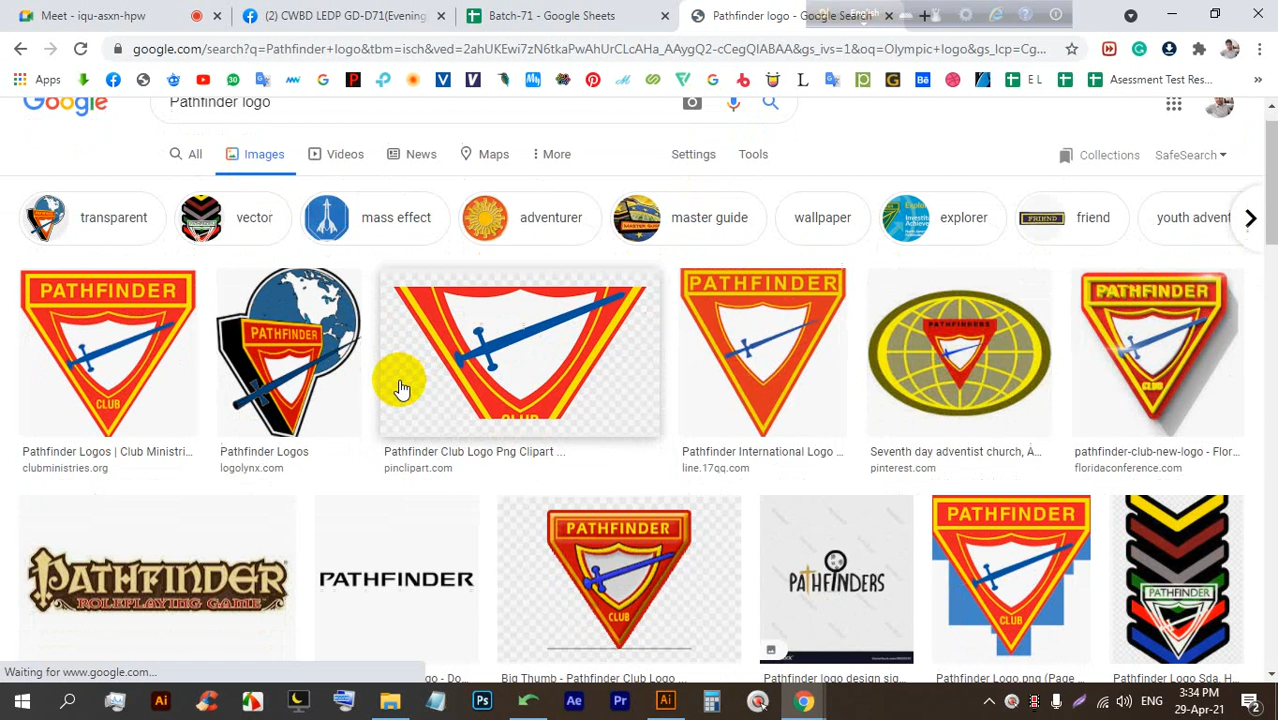 Meet - iqu-asxn-hpw
(2) CWBD LEDP GD-D71(Evening
Batch-71 - Google Sheets
Pathfinder logo - Google Search
English
google.com/search?q=Pathfinder+logo&tbm=isch&ved=2ahUKEwi7zN6tkaPwAhUrCLcAHa_AAygQ2-cCegQIABAA&gs_ivs=1&oq=Olympic+logo&gs_lcp=Cg...
Apps
E L
Asessment Test Res...
Google
Pathfinder logo
All
Images
Videos
News
Maps
More
Settings
Tools
Collections
SafeSearch
transparent
vector
mass effect
adventurer
master guide
wallpaper
explorer
friend
youth advent
PATHFINDER
CLUB
PATHFINDER
CLUB
PATHFINDER
PATHFINDERS
PATHFINDER
CLUB
Pathfinder Logos | Club Ministri...
clubministries.org
Pathfinder Logos
logolynx.com
Pathfinder Club Logo Png Clipart ...
pinclipart.com
Pathfinder International Logo ...
line.17qq.com
Seventh day adventist church, A...
pinterest.com
pathfinder-club-new-logo - Flor...
floridaconference.com
PATHFINDER
ROLEPLAYING GAME
PATHFINDER
PATHFINDER
CLUB
PATHFINDERS
PATHFINDER
CLUB
PATHFINDER
Logo - Do...
Big Thumb - Pathfinder Club Logo ...
Pathfinder logo design sig...
Pathfinder Logo png (Page ...
Pathfinder Logo Sda, H...
Waiting for www.google.com...
ENG
3:34 PM
29-Apr-21